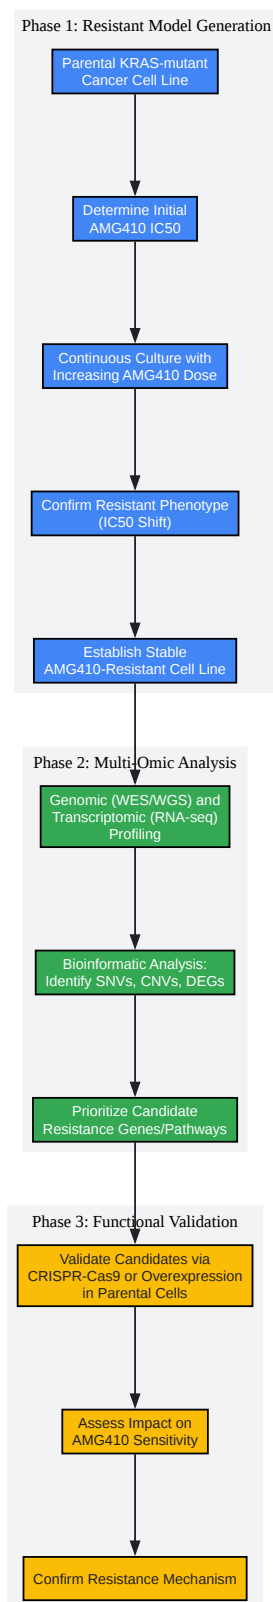 Phase 1: Resistant Model Generation
Parental KRAS-mutant
Cancer Cell Line
Determine Initial
AMG410 IC50
Continuous Culture with
Increasing AMG410 Dose
Confirm Resistant Phenotype
(IC50 Shift)
Establish Stable
AMG410-Resistant Cell Line
Phase 2: Multi-Omic Analysis
Genomic (WES/WGS) and
Transcriptomic (RNA-seq)
Profiling
Bioinformatic Analysis:
Identify SNVs, CNVs, DEGs
Prioritize Candidate
Resistance Genes/Pathways
Phase 3: Functional Validation
Validate Candidates via
CRISPR-Cas9 or Overexpression
in Parental Cells
Assess Impact on
AMG410 Sensitivity
Confirm Resistance Mechanism